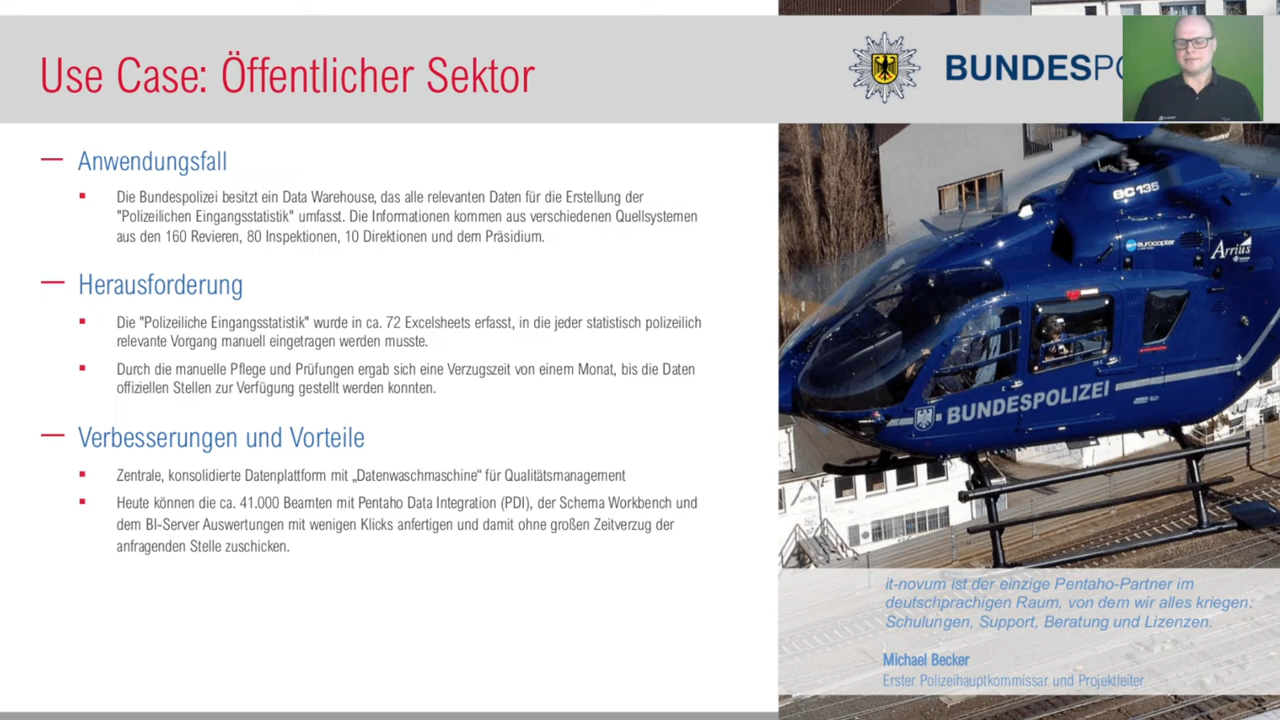 Use Case: Öffentlicher Sektor
BUNDESPO
— Anwendungsfall
Die Bundespolizei besitzt ein Data Warehouse, das alle relevanten Daten für die Erstellung der
"Polizeilichen Eingangsstatistik" umfasst. Die Informationen kommen aus verschiedenen Quellsystemen
aus den 160 Revieren, 80 Inspektionen, 10 Direktionen und dem Präsidium.
— Herausforderung
Die "Polizeiliche Eingangsstatistik" wurde in ca. 72 Excelsheets erfasst, in die jeder statistisch polizeilich
relevante Vorgang manuell eingetragen werden musste.
Durch die manuelle Pflege und Prüfungen ergab sich eine Verzugszeit von einem Monat, bis die Daten
offiziellen Stellen zur Verfügung gestellt werden konnten.
— Verbesserungen und Vorteile
Zentrale, konsolidierte Datenplattform mit „Datenwaschmaschine“ für Qualitätsmanagement
Heute können die ca. 41.000 Beamten mit Pentaho Data Integration (PDI), der Schema Workbench und
dem BI-Server Auswertungen mit wenigen Klicks anfertigen und damit ohne großen Zeitverzug der
anfragenden Stelle zuschicken.
EC 135
eurocopter
Arrius
BUNDESPOLIZEI
it-novum ist der einzige Pentaho-Partner im
deutschprachigen Raum, von dem wir alles kriegen:
Schulungen, Support, Beratung und Lizenzen.
Michael Becker
Erster Polizeihauptkommissar und Projektleiter